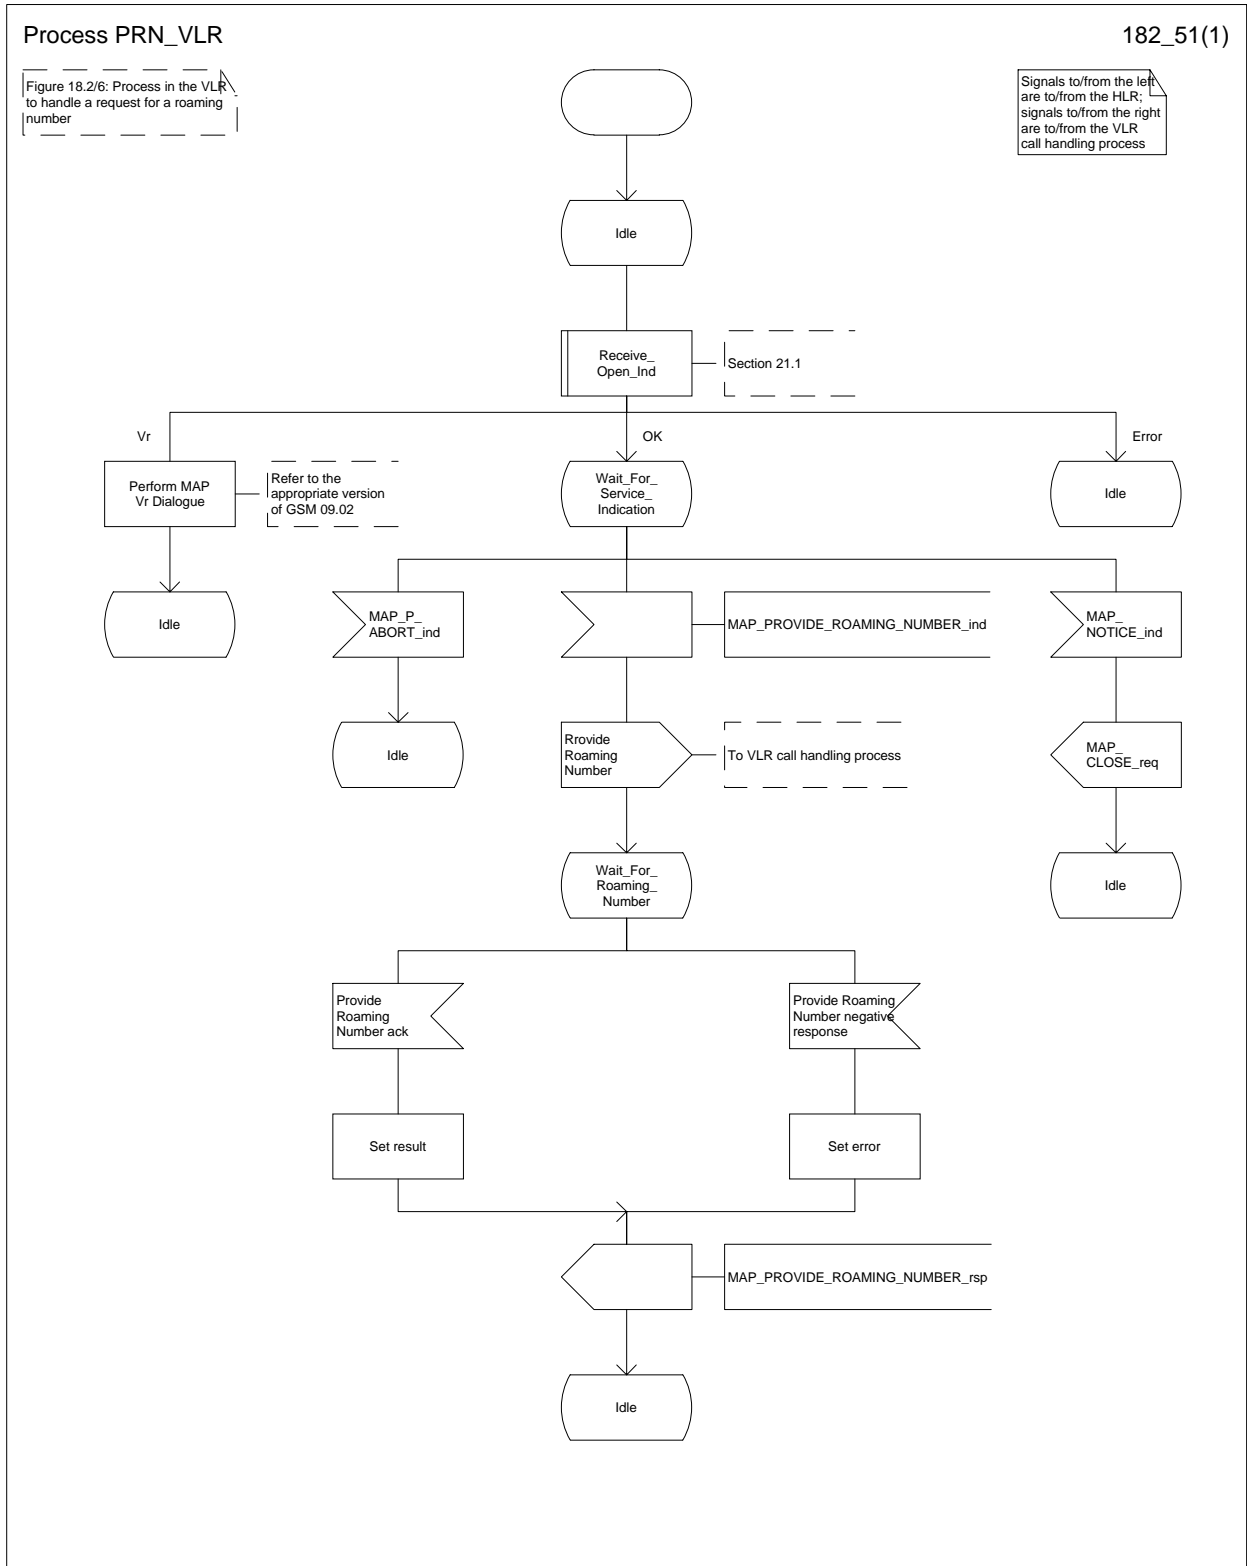 Process PRN_VLR
182_51(1)
Figure 18.2/6: Process in the VLR
to handle a request for a roaming
number
Signals to/from the left
are to/from the HLR;
signals to/from the right
are to/from the VLR
call handling process
Idle
Receive_
Open_Ind
Section 21.1
Vr
OK
Error
Perform MAP
Vr Dialogue
Refer to the
appropriate version
of GSM 09.02
Wait_For_
Service_
Indication
Idle
Idle
MAP_P_
ABORT_ind
MAP_PROVIDE_ROAMING_NUMBER_ind
MAP_
NOTICE_ind
Idle
Rrovide
Roaming
Number
To VLR call handling process
MAP_
CLOSE_req
Wait_For_
Roaming_
Number
Idle
Provide
Roaming
Number ack
Provide Roaming
Number negative
response
Set result
Set error
MAP_PROVIDE_ROAMING_NUMBER_rsp
Idle